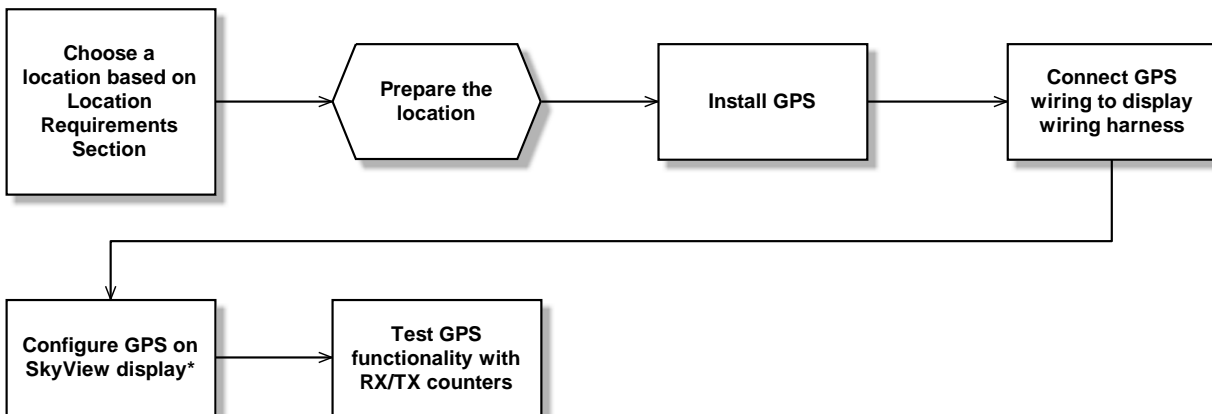 Choose a
location based on
Location
Requirements
Section
Prepare the
location
Install GPS
Connect GPS
wiring to display
wiring harness
Configure GPS on
SkyView display*
Test GPS
functionality with
RX/TX counters